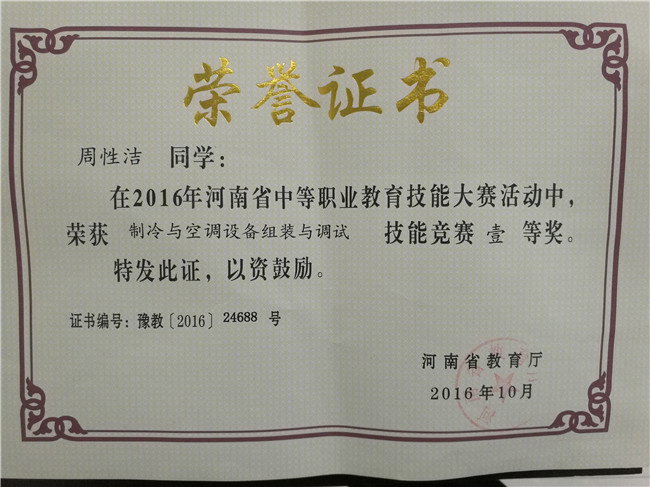 荣誉证书
周性洁 同学：
在2016年河南省中等职业教育技能大赛活动中，
荣获 制冷与空调设备组装与调试 技能竞赛 壹 等奖。
特发此证，以资鼓励。
证书编号：豫教〔2016〕24688 号
河南省教育厅
2016年10月